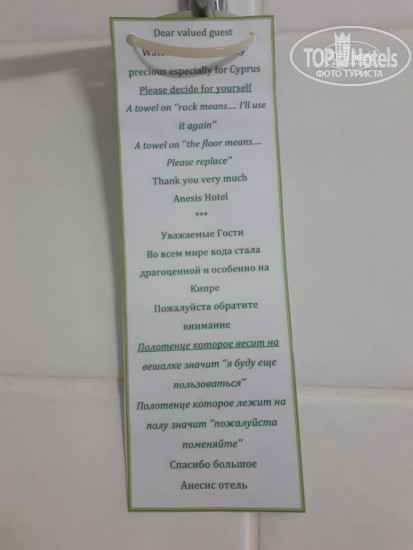 TOPHotels
ФОТО ТУРИСТА
Dear valued guest
precious especially for Cyprus
Please decide for yourself
A towel on "rack means.... I'll use
it again"
A towel on "the floor means....
Please replace"
Thank you very much
Anesis Hotel
***
Уважаемые Гости
Во всем мире вода стала
драгоценной и особенно на
Кипре
Пожалуйста обратите
внимание
Полотенце которое весит на
вешалке значит "я буду еще
пользоваться"
Полотенце которое лежит на
полу значит "пожалуйста
поменяйте"
Спасибо большое
Анесис отель